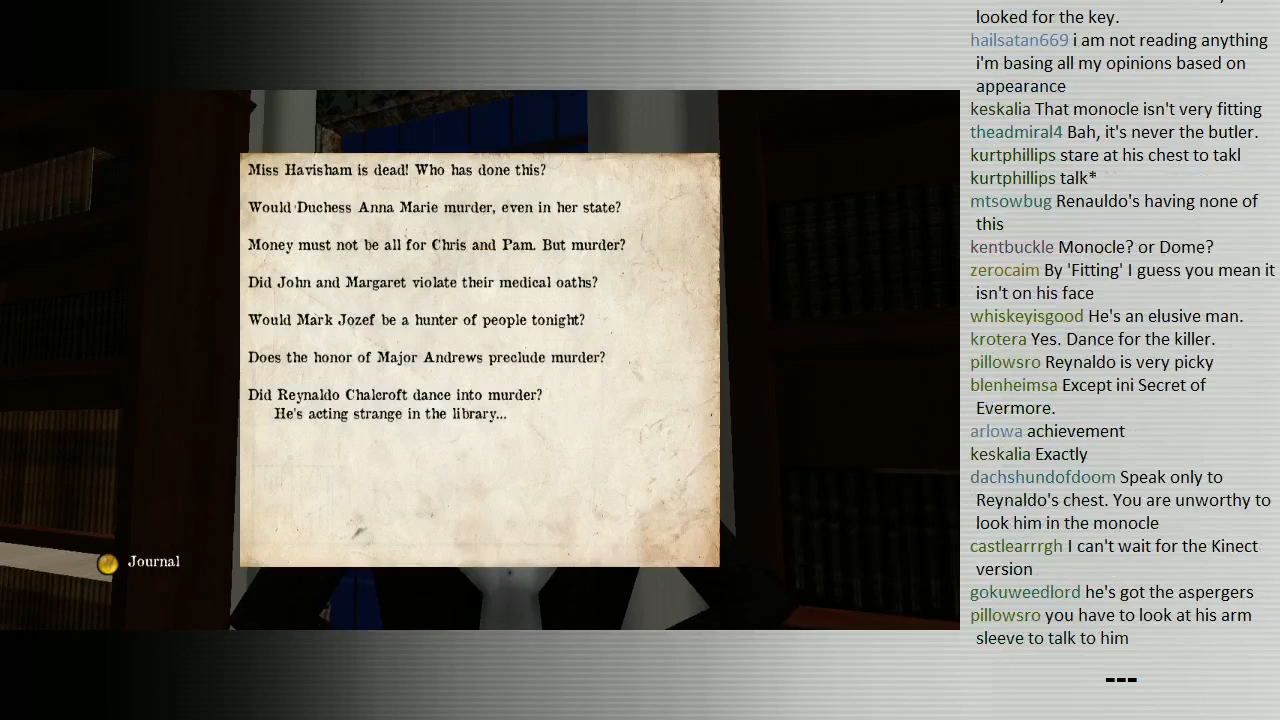 Miss Havisham is dead! Who has done this?
Would Duchess Anna Marie murder, even in her state?
Money must not be all for Chris and Pam. But murder?
Did John and Margaret violate their medical oaths?
Would Mark Jozef be a hunter of people tonight?
Does the honor of Major Andrews preclude murder?
Did Reynaldo Chalcroft dance into murder?
He's acting strange in the library...
Journal
looked for the key.
hailsatan669 i am not reading anything
i'm basing all my opinions based on
appearance
keskalia That monocle isn't very fitting
theadmiral4 Bah, it's never the butler.
kurtphillips stare at his chest to takl
kurtphillips talk*
mtsowbug Renauldo's having none of
this
kentbuckle Monocle? or Dome?
zerocaim By 'Fitting' I guess you mean it
isn't on his face
whiskeyisgood He's an elusive man.
krotera Yes. Dance for the killer.
pillowsro Reynaldo is very picky
blenheimsa Except ini Secret of
Evermore.
arlowa achievement
keskalia Exactly
dachshundofdoom Speak only to
Reynaldo's chest. You are unworthy to
look him in the monocle
castlearrrgh I can't wait for the Kinect
version
gokuweedlord he's got the aspergers
pillowsro you have to look at his arm
sleeve to talk to him
---